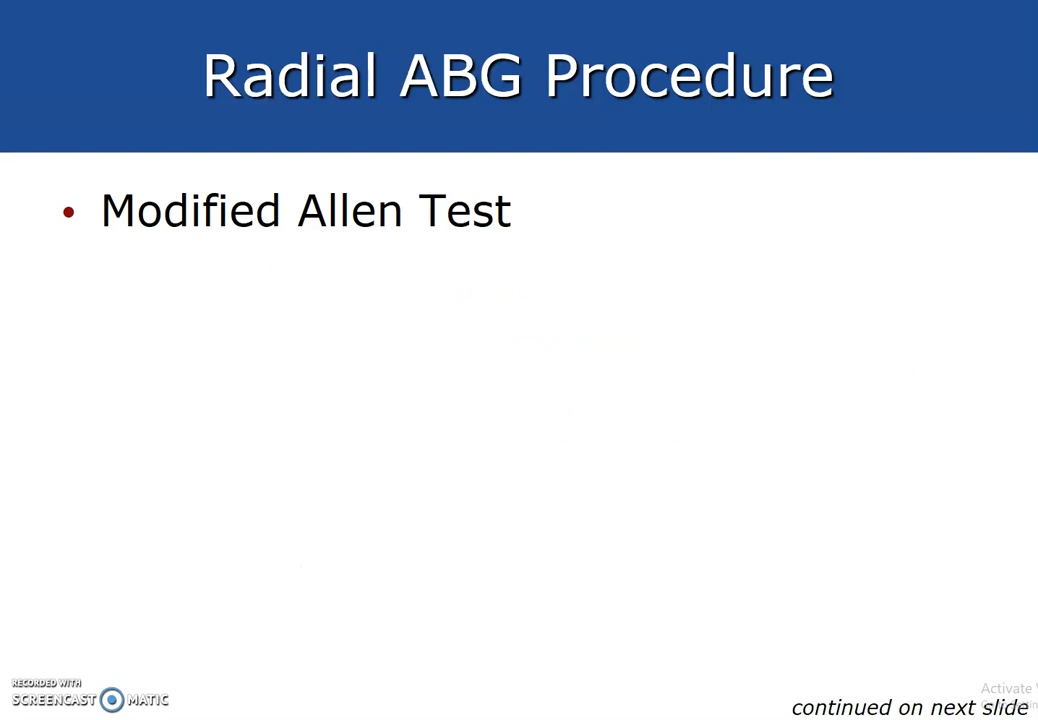 Radial ABG Procedure
• Modified Allen Test
RECORDED WITH
SCREENCAST MATIC
Activate
continued on next slide